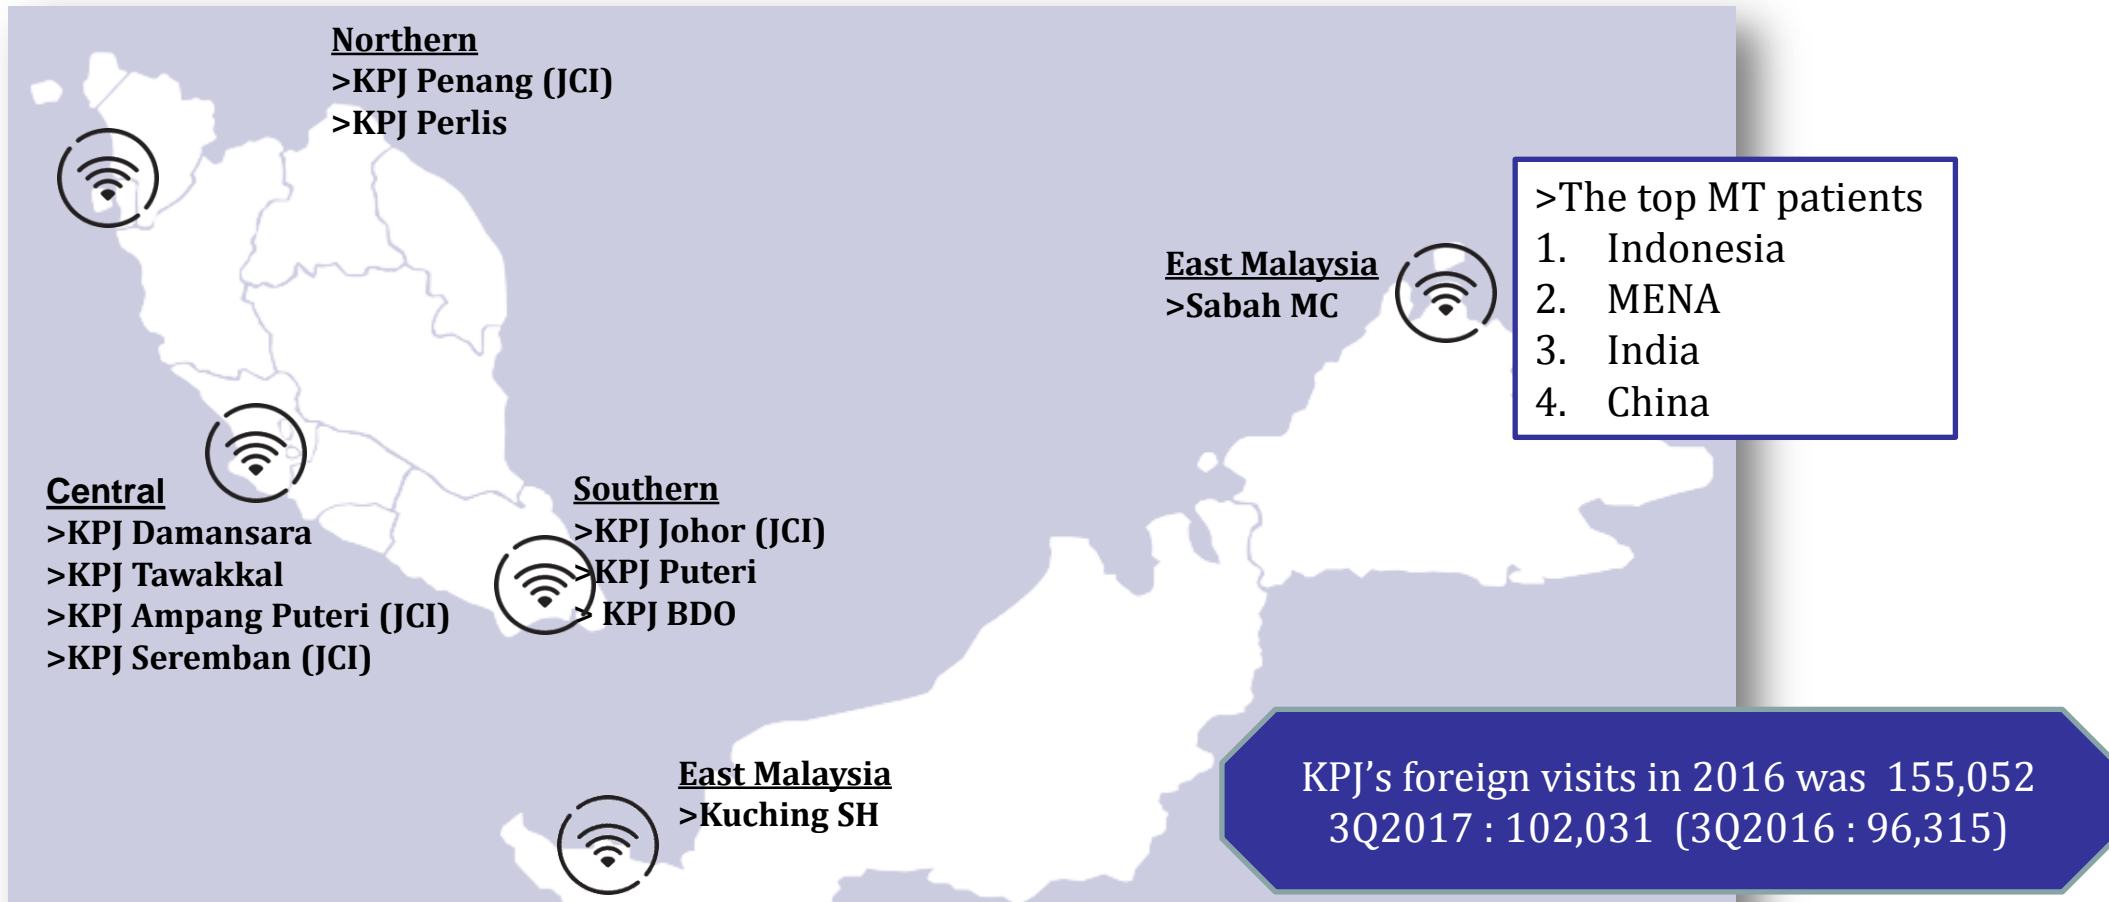 Northern
>KPJ Penang (JCI)
>KPJ Perlis
East Malaysia
>Sabah MC
>The top MT patients
1. Indonesia
2. MENA
3. India
4. China
Central
>KPJ Damansara
>KPJ Tawakkal
>KPJ Ampang Puteri (JCI)
>KPJ Seremban (JCI)
Southern
>KPJ Johor (JCI)
>KPJ Puteri
> KPJ BDO
East Malaysia
>Kuching SH
KPJ’s foreign visits in 2016 was 155,052
3Q2017 : 102,031 (3Q2016 : 96,315)